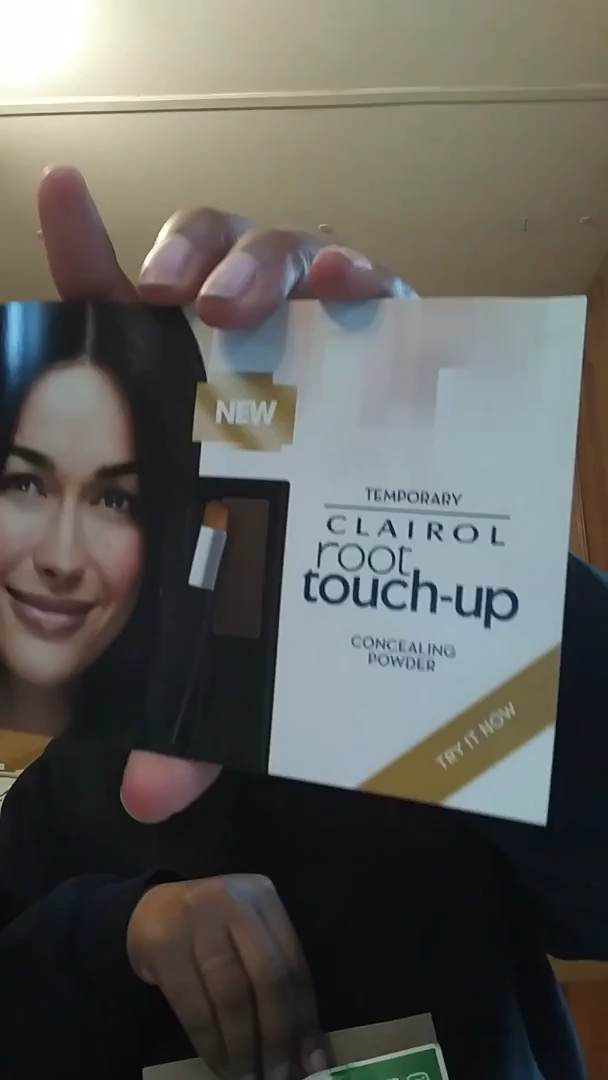 NEW
TEMPORARY
CLAIROL
root
touch-up
CONCEALING
POWDER
TRY IT NOW